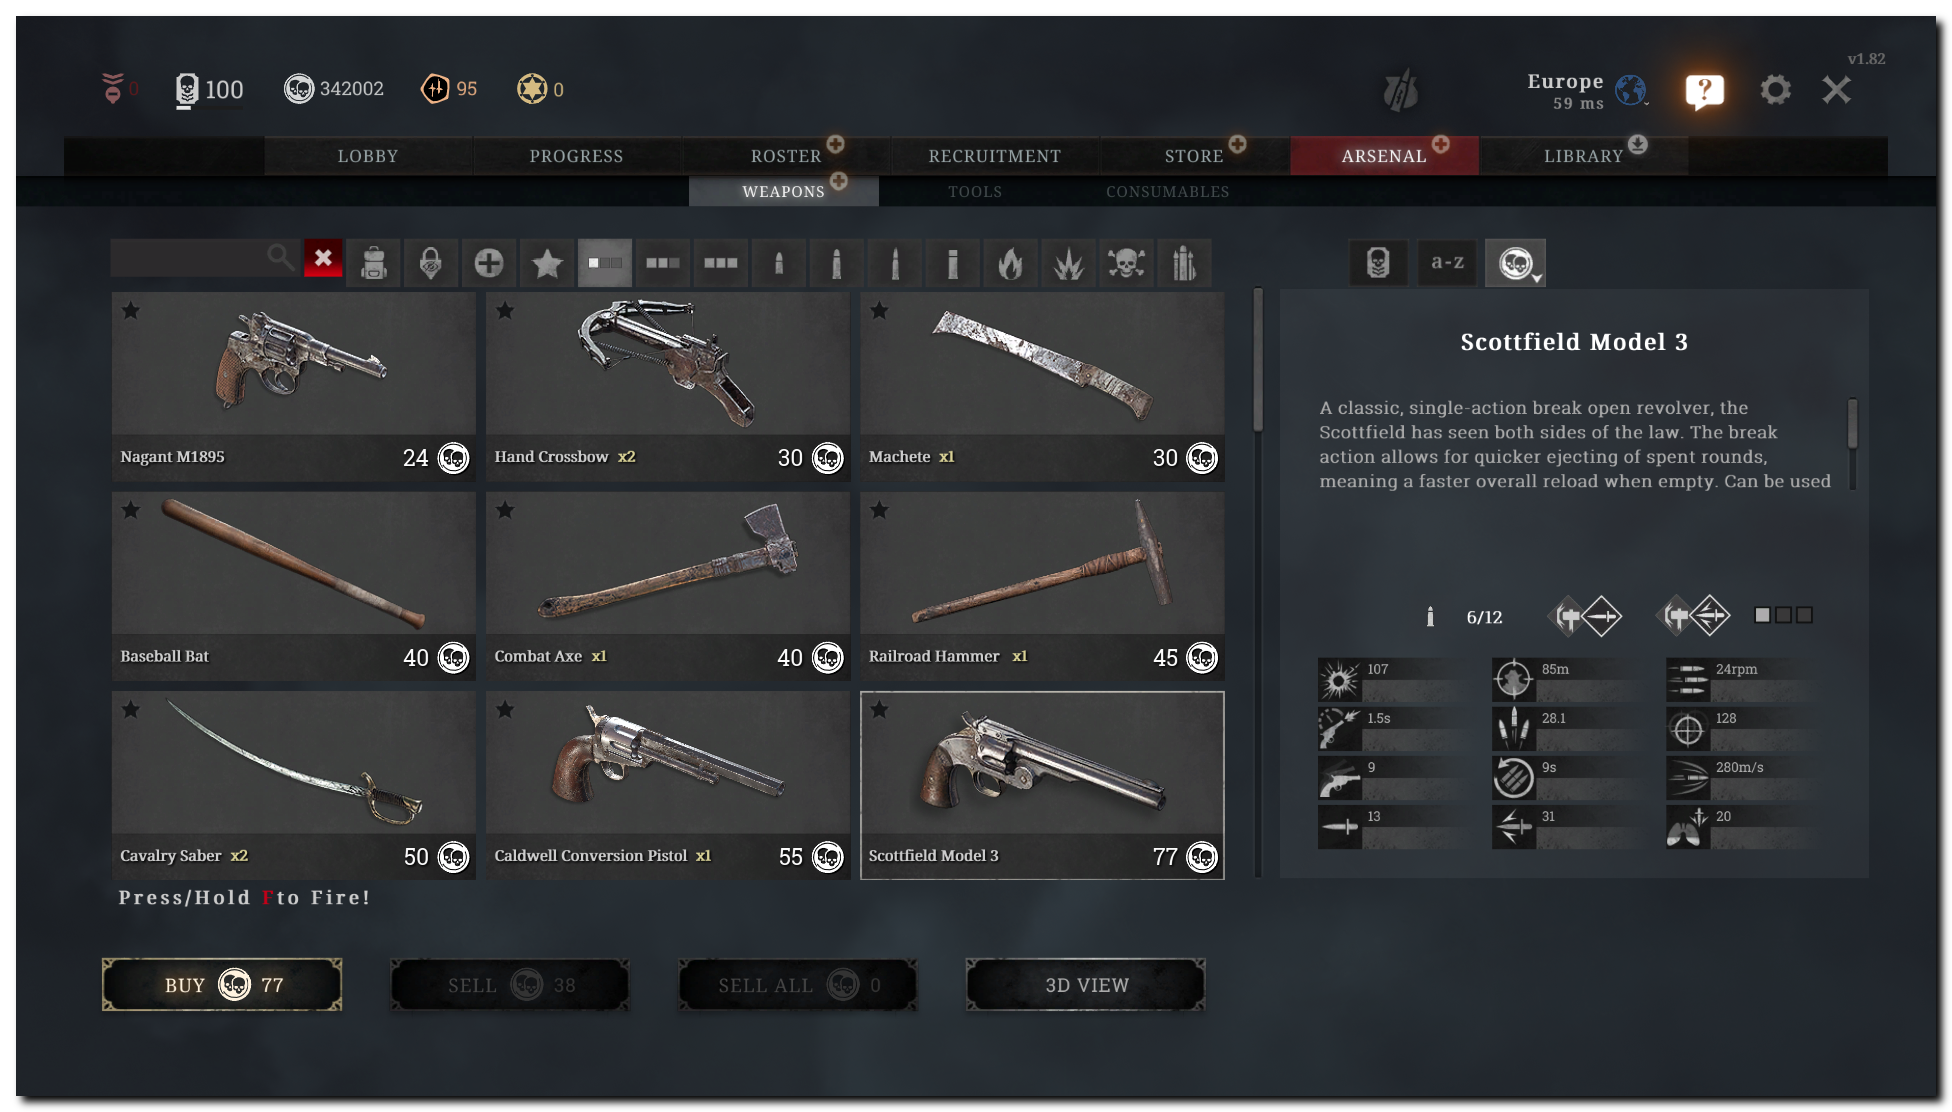 v1.82
0
100
342002
95
0
Europe
59 ms
?
LOBBY
PROGRESS
ROSTER
RECRUITMENT
STORE
ARSENAL
LIBRARY
WEAPONS
TOOLS
CONSUMABLES
a-z
Nagant M1895 24
Hand Crossbow x2 30
Machete x1 30
Baseball Bat 40
Combat Axe x1 40
Railroad Hammer x1 45
Cavalry Saber x2 50
Caldwell Conversion Pistol x1 55
Scottfield Model 3 77
Press/Hold F to Fire!
BUY 77
SELL 38
SELL ALL 0
3D VIEW
Scottfield Model 3
A classic, single-action break open revolver, the
Scottfield has seen both sides of the law. The break
action allows for quicker ejecting of spent rounds,
meaning a faster overall reload when empty. Can be used
6/12
107
85m
24rpm
1.5s
28.1
128
9
9s
280m/s
13
31
20